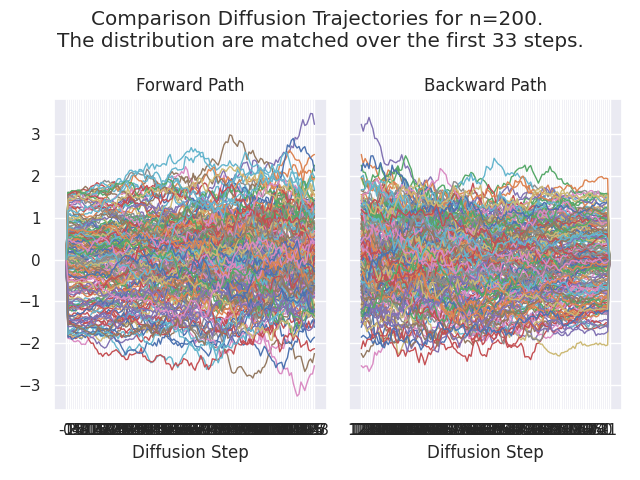 Comparison Diffusion Trajectories for n=200.
The distribution are matched over the first 33 steps.
Forward Path
Backward Path
3
2
1
0
−1
−2
−3
Diffusion Step
Diffusion Step